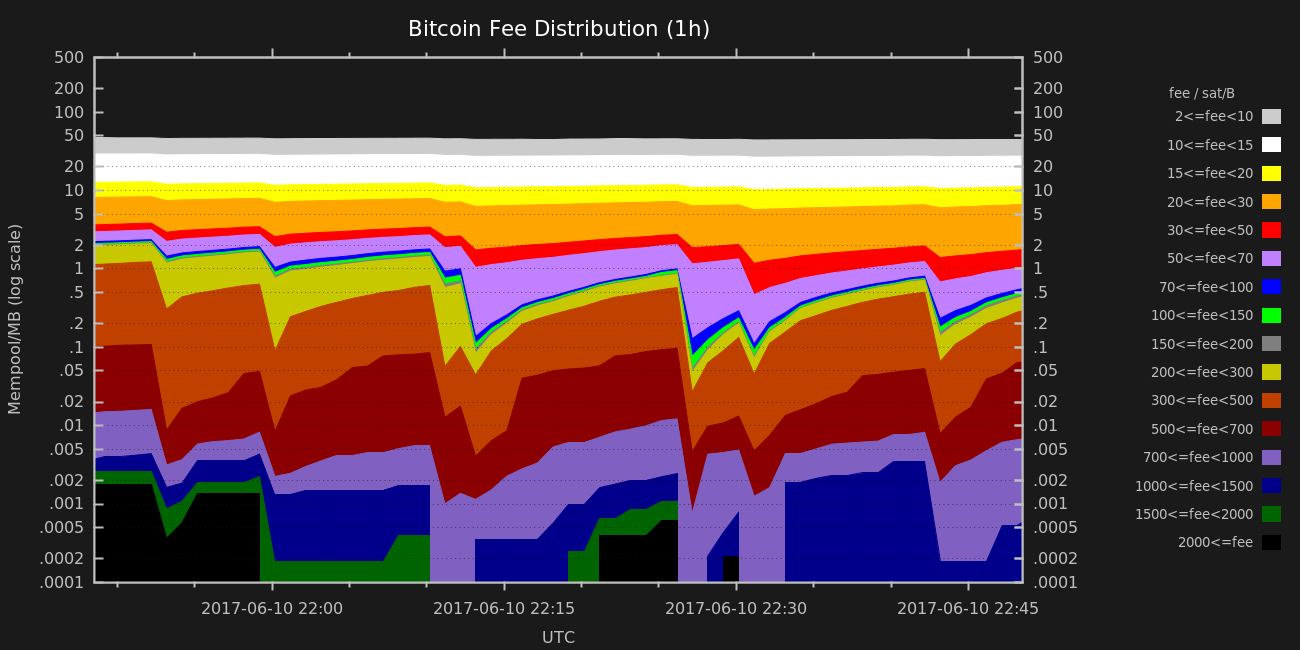 Bitcoin Fee Distribution (1h)
500
200
100
50
20
10
5
2
1
.5
.2
.1
.05
.02
.01
.005
.002
.001
.0005
.0002
.0001
Mempool/MB (log scale)
500
200
100
50
20
10
5
2
1
.5
.2
.1
.05
.02
.01
.005
.002
.001
.0005
.0002
.0001
2017-06-10 22:00 2017-06-10 22:15 2017-06-10 22:30 2017-06-10 22:45
UTC
fee / sat/B
2<=fee<10
10<=fee<15
15<=fee<20
20<=fee<30
30<=fee<50
50<=fee<70
70<=fee<100
100<=fee<150
150<=fee<200
200<=fee<300
300<=fee<500
500<=fee<700
700<=fee<1000
1000<=fee<1500
1500<=fee<2000
2000<=fee